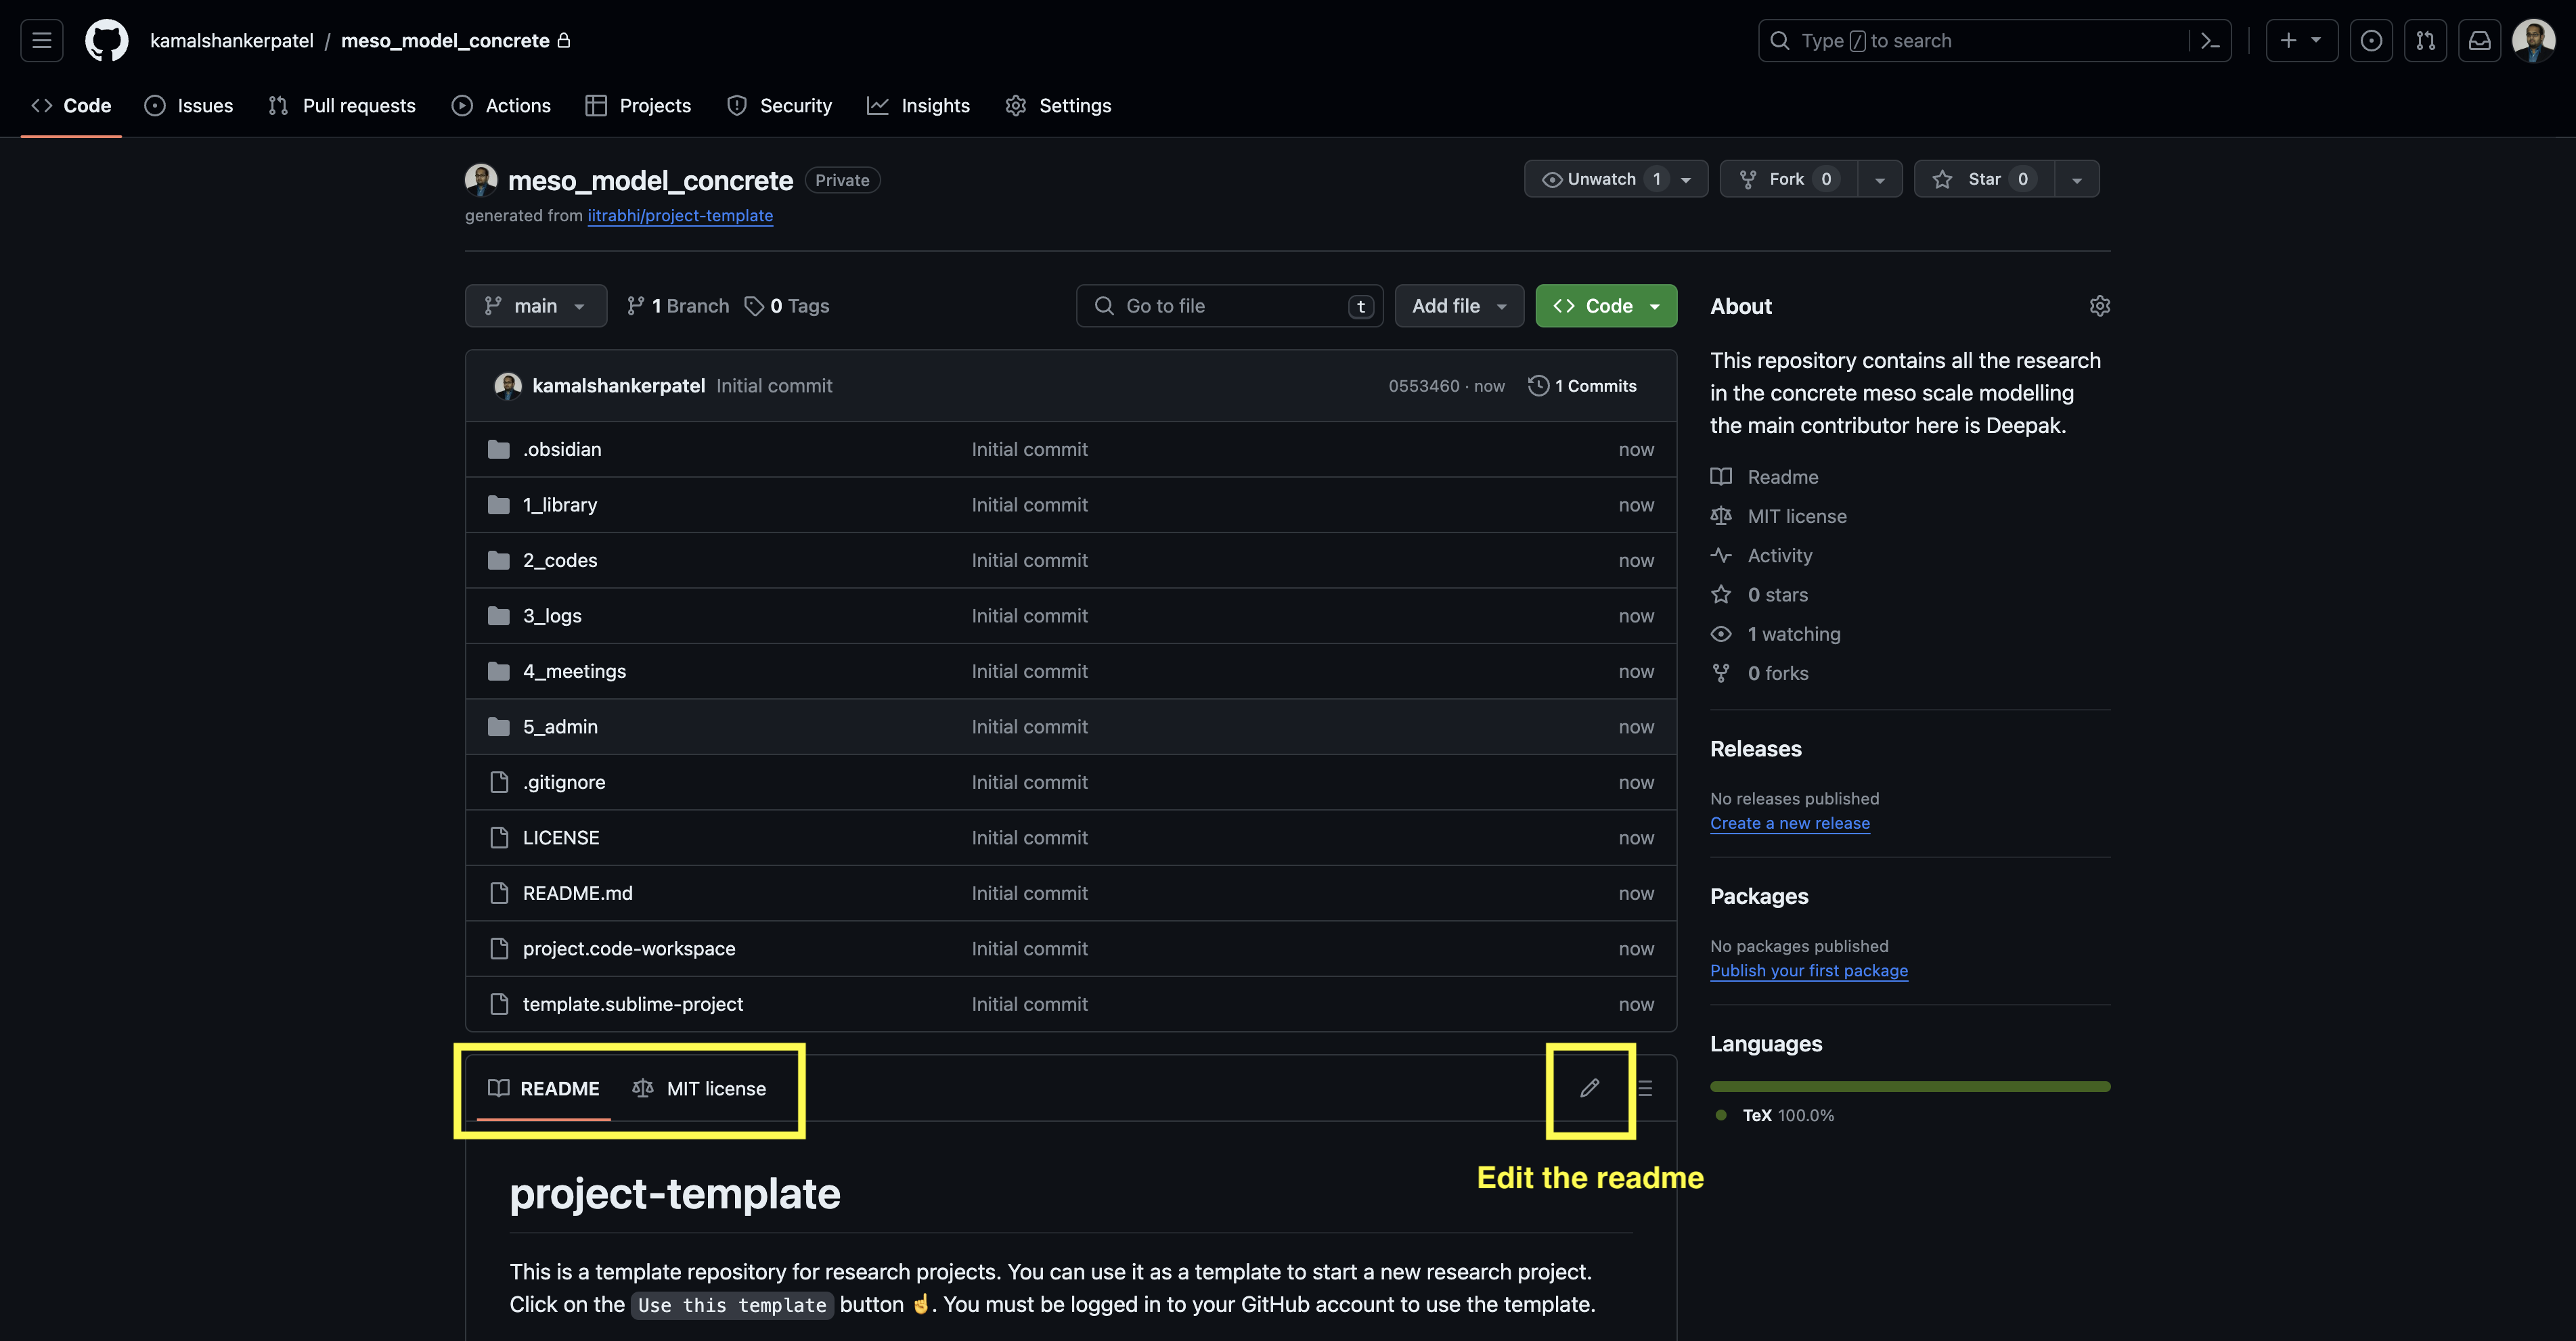 kamalshankerpatel / meso_model_concrete
Type / to search
Code Issues Pull requests Actions Projects Security Insights Settings
meso_model_concrete Private
Unwatch 1 Fork 0 Star 0
generated from iitrabhi/project-template
main 1 Branch 0 Tags Go to file t Add file Code
kamalshankerpatel Initial commit 0553460 · now 1 Commits
.obsidian Initial commit now
1_library Initial commit now
2_codes Initial commit now
3_logs Initial commit now
4_meetings Initial commit now
5_admin Initial commit now
.gitignore Initial commit now
LICENSE Initial commit now
README.md Initial commit now
project.code-workspace Initial commit now
template.sublime-project Initial commit now
README MIT license
Edit the readme
project-template
This is a template repository for research projects. You can use it as a template to start a new research project.
Click on the Use this template button ☝️. You must be logged in to your GitHub account to use the template.
About
This repository contains all the research
in the concrete meso scale modelling
the main contributor here is Deepak.
Readme
MIT license
Activity
0 stars
1 watching
0 forks
Releases
No releases published
Create a new release
Packages
No packages published
Publish your first package
Languages
TeX 100.0%